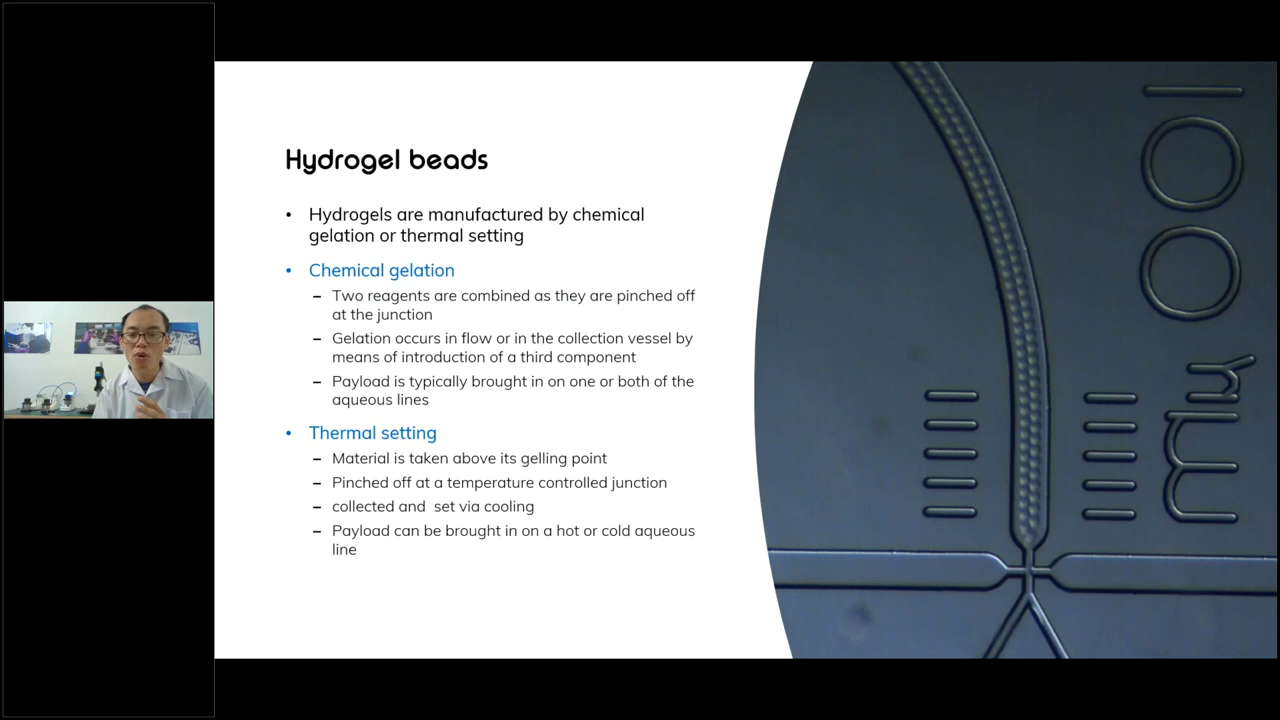 Hydrogel beads
• Hydrogels are manufactured by chemical
gelation or thermal setting
• Chemical gelation
– Two reagents are combined as they are pinched off
at the junction
– Gelation occurs in flow or in the collection vessel by
means of introduction of a third component
– Payload is typically brought in on one or both of the
aqueous lines
• Thermal setting
– Material is taken above its gelling point
– Pinched off at a temperature controlled junction
– collected and  set via cooling
– Payload can be brought in on a hot or cold aqueous
line
100 µm